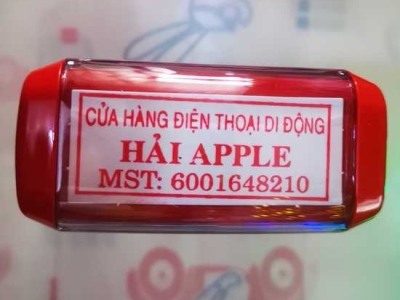 CỬA HÀNG ĐIỆN THOẠI DI ĐỘNG
HẢI APPLE
MST: 6001648210